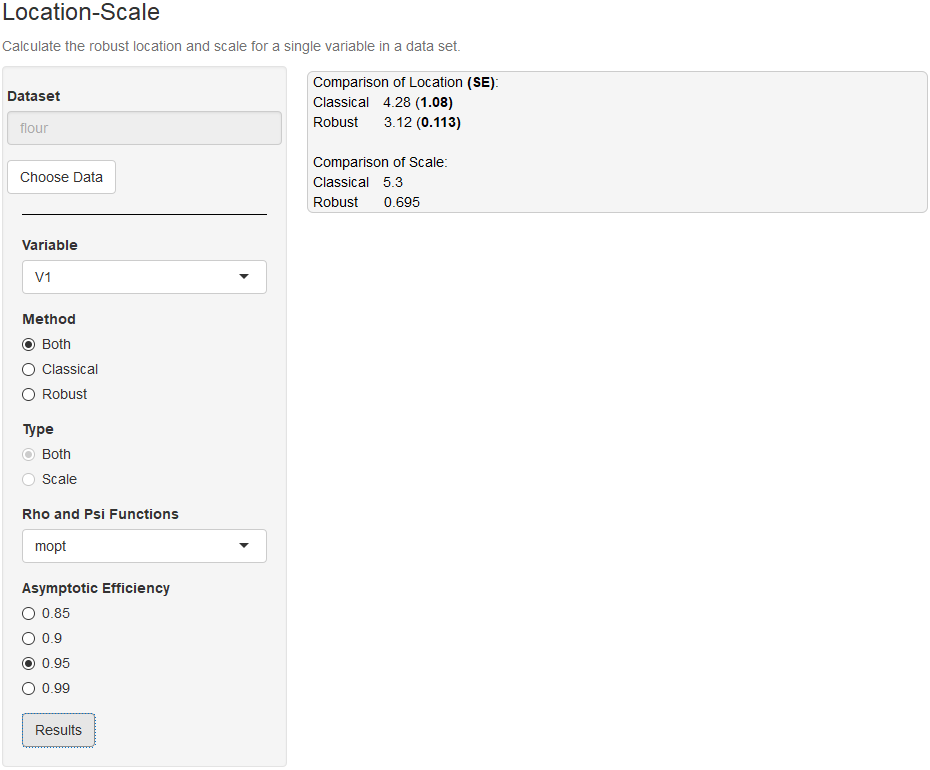 Location-Scale
Calculate the robust location and scale for a single variable in a data set.
Dataset
flour
Choose Data
Variable
V1
Method
Both
Classical
Robust
Type
Both
Scale
Rho and Psi Functions
mopt
Asymptotic Efficiency
0.85
0.9
0.95
0.99
Results
Comparison of Location (SE):
Classical 4.28 (1.08)
Robust 3.12 (0.113)
Comparison of Scale:
Classical 5.3
Robust 0.695